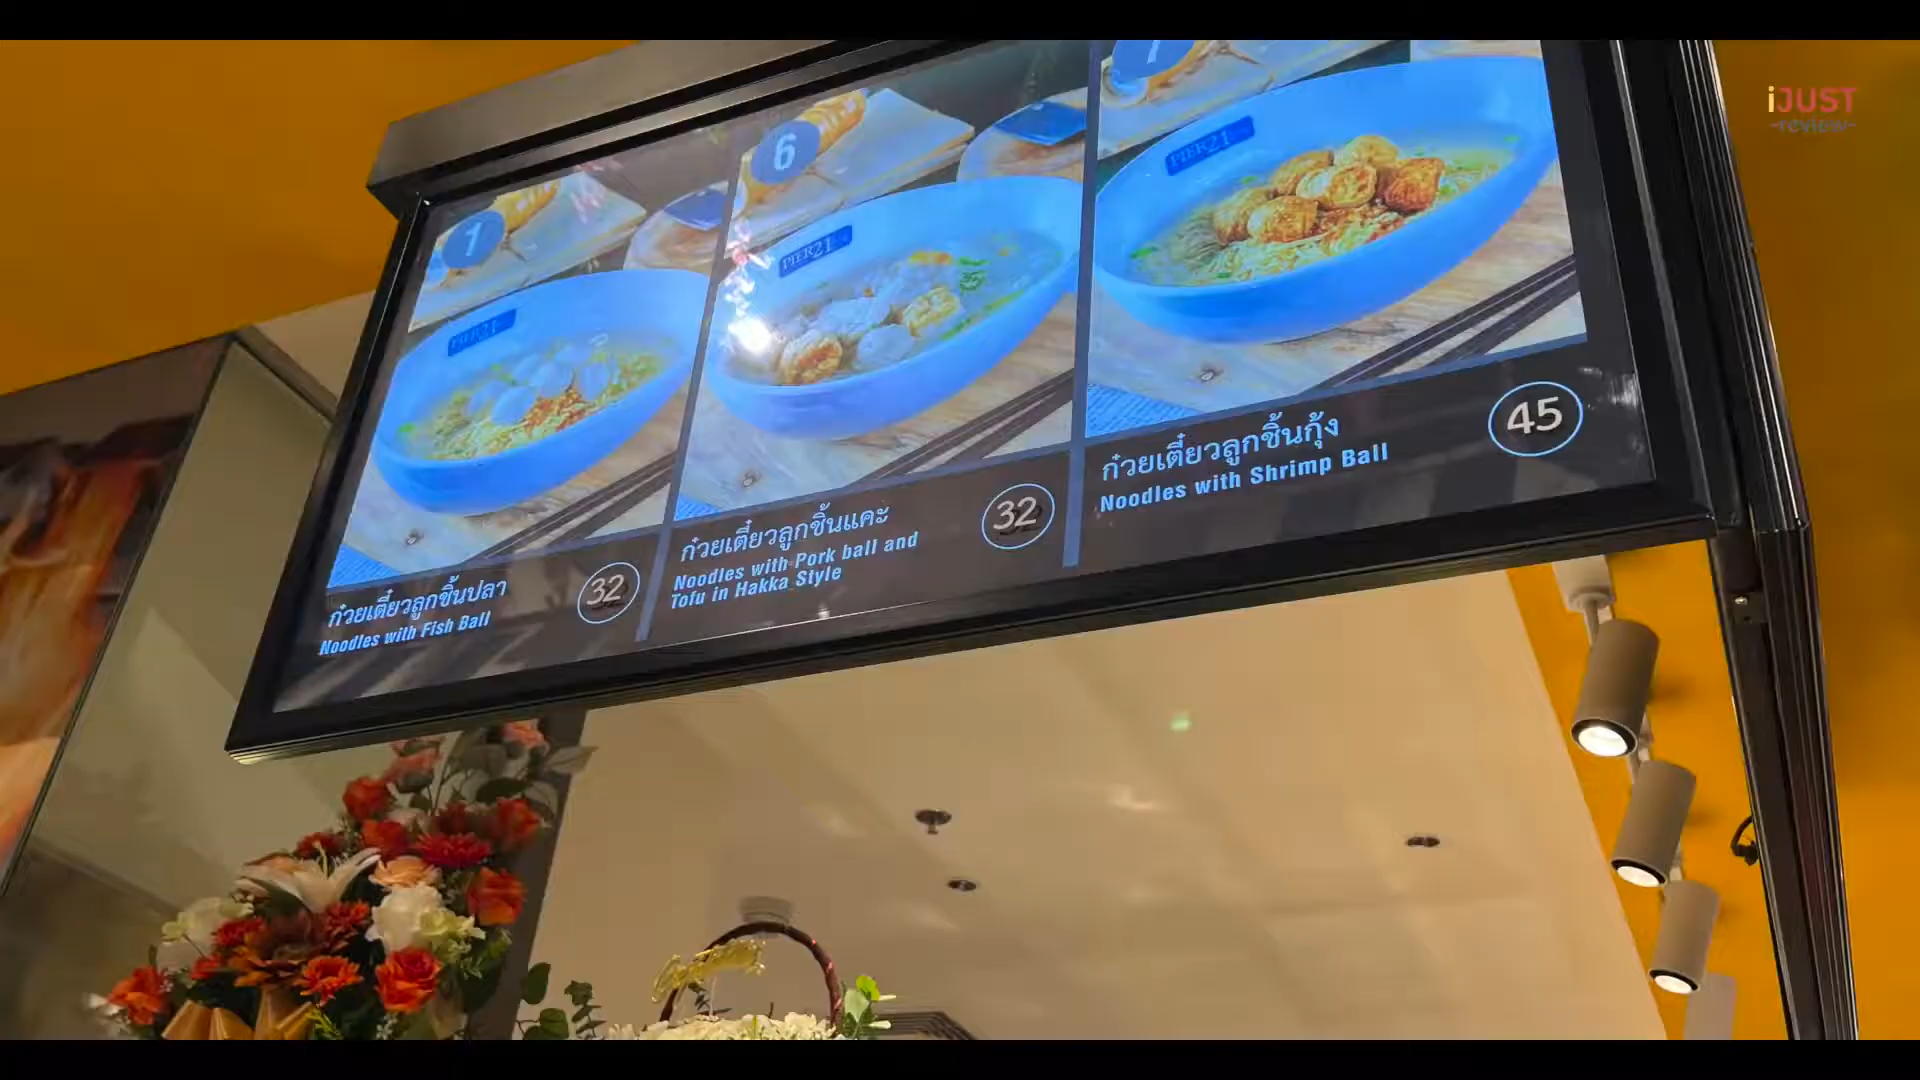 iJUST
-review-
1
PIER21
ก๋วยเตี๋ยวลูกชิ้นปลา
Noodles with Fish Ball
32
6
PIER21
ก๋วยเตี๋ยวลูกชิ้นแคะ
Noodles with Pork ball and
Tofu in Hakka Style
32
PIER21
ก๋วยเตี๋ยวลูกชิ้นกุ้ง
Noodles with Shrimp Ball
45